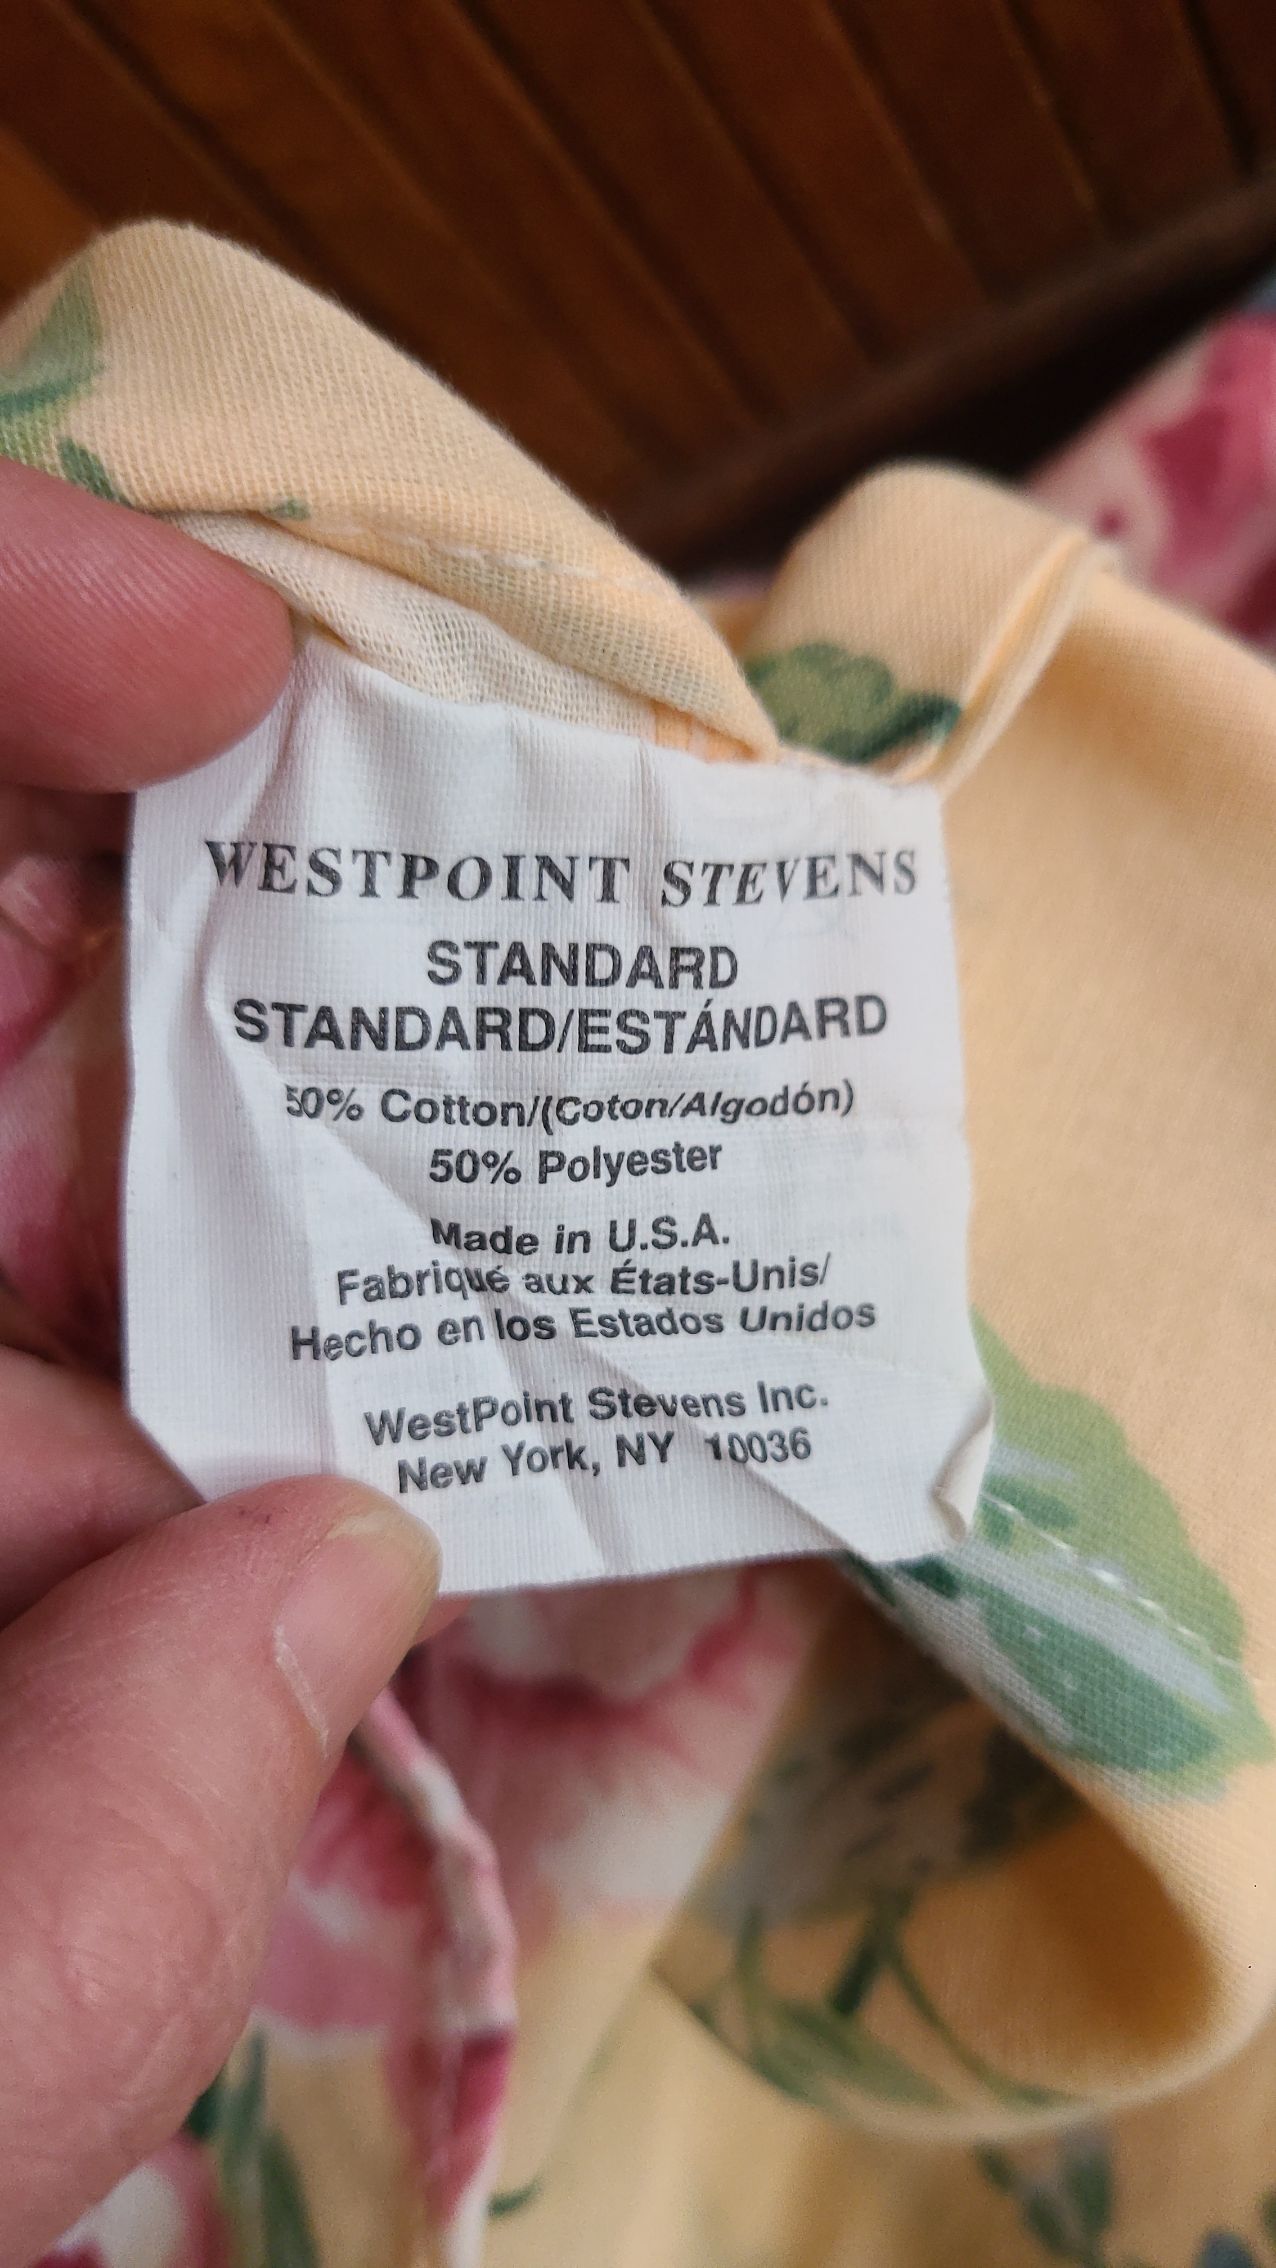 WESTPOINT STEVENS
STANDARD
STANDARD/ESTÁNDARD
50% Cotton/(Coton/Algodón)
50% Polyester
Made in U.S.A.
Fabriqué aux États-Unis/
Hecho en los Estados Unidos
WestPoint Stevens Inc.
New York, NY 10036